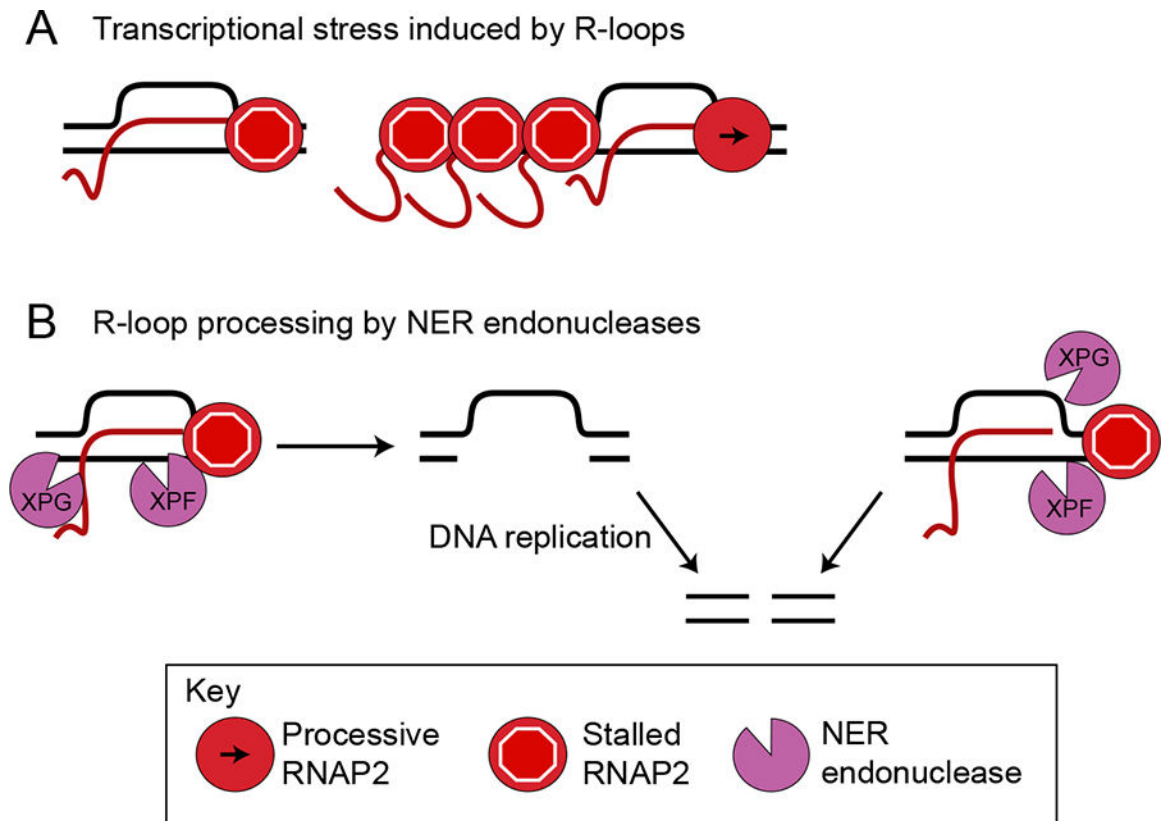 A Transcriptional stress induced by R-loops
B R-loop processing by NER endonucleases
XPG
XPG
XPF
XPF
DNA replication
Key
Processive
RNAP2
Stalled
RNAP2
NER
endonuclease